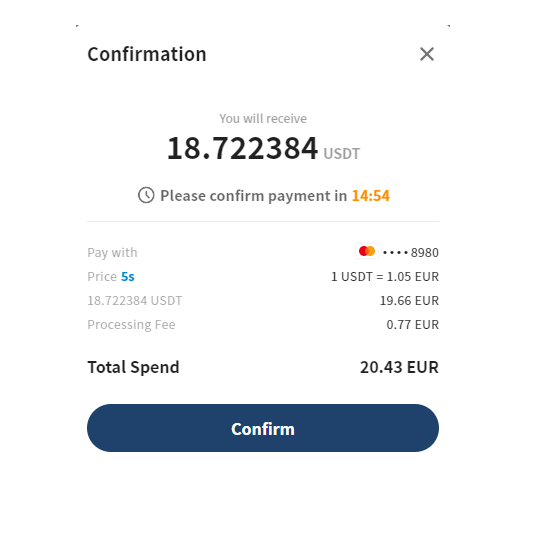 Confirmation
You will receive
18.722384 USDT
Please confirm payment in 14:54
Pay with •••• 8980
Price 5s 1 USDT = 1.05 EUR
18.722384 USDT 19.66 EUR
Processing Fee 0.77 EUR
Total Spend 20.43 EUR
Confirm